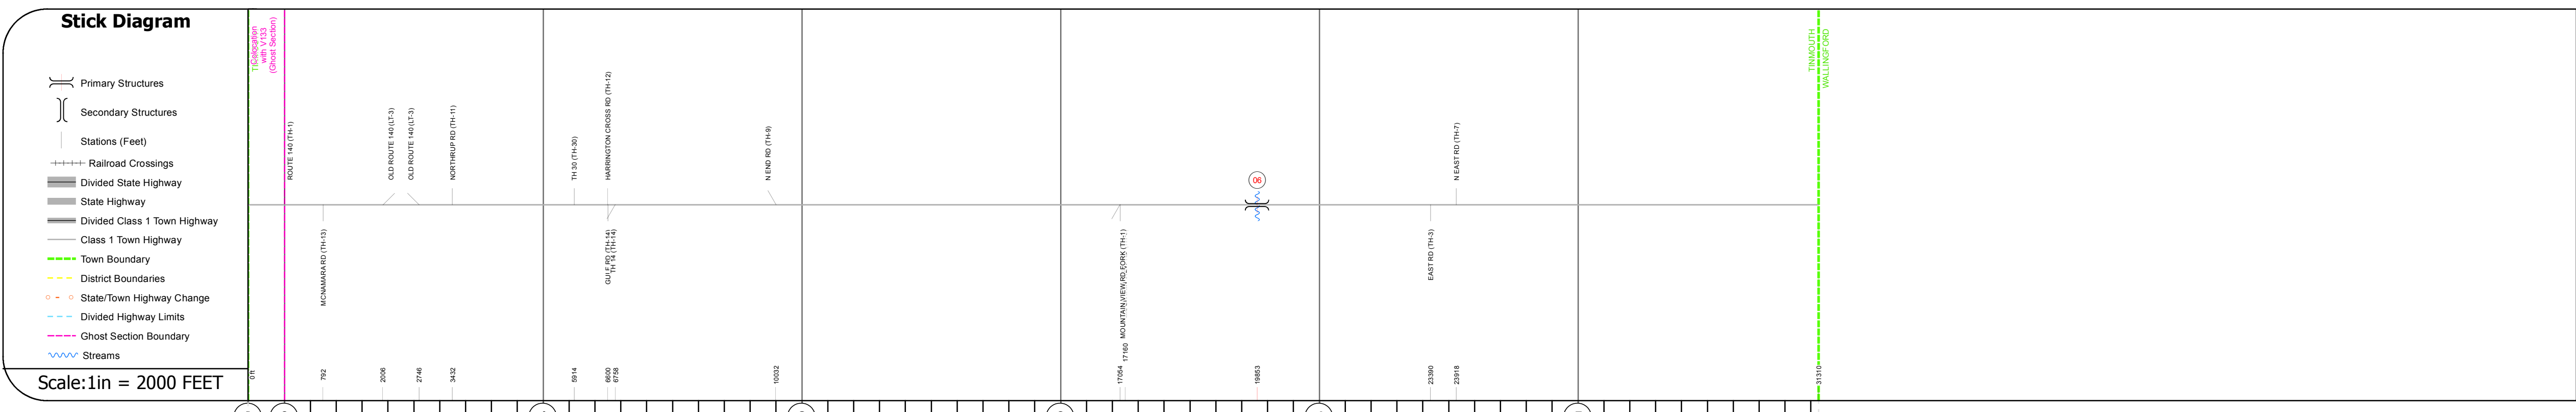 Stick Diagram
Primary Structures
Secondary Structures
Stations (Feet)
Railroad Crossings
Divided State Highway
State Highway
Divided Class 1 Town Highway
Class 1 Town Highway
Town Boundary
District Boundaries
State/Town Highway Change
Divided Highway Limits
Ghost Section Boundary
Streams
Scale:1in = 2000 FEET
Colocation
with V133
(Ghost Section)
ROUTE 140 (TH-1)
MCNAMARA RD (TH-13)
OLD ROUTE 140 (LT-3)
OLD ROUTE 140 (LT-3)
NORTHRUP RD (TH-11)
TH 30 (TH-30)
HARRINGTON CROSS RD (TH-12)
GULF RD (TH-14)
TH 14 (TH-14)
N END RD (TH-9)
MOUNTAIN VIEW RD FORK (TH-1)
06
EAST RD (TH-3)
N EAST RD (TH-7)
TINMOUTH
WALLINGFORD
0 ft
792
2006
2746
3432
5914
6600
6758
10032
17054
17160
19853
23390
23918
31310